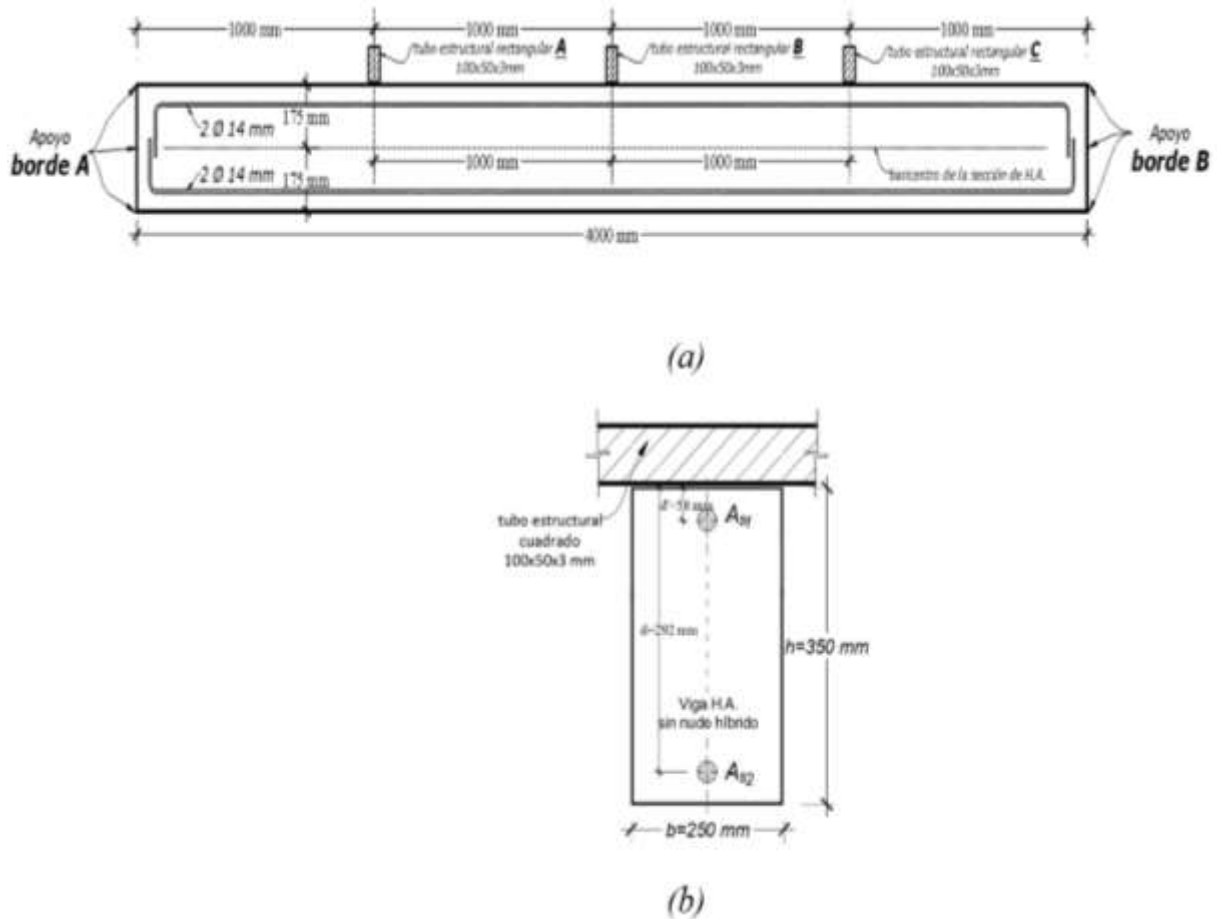 1000 mm 1000 mm 1000 mm 1000 mm
tubo estructural rectangular A
100x50x3mm
tubo estructural rectangular B
100x50x3mm
tubo estructural rectangular C
100x50x3mm
Apoyo
borde A
2 Ø 14 mm
175 mm
1000 mm 1000 mm
2 Ø 14 mm
175 mm
baricentro de la sección de H.A.
Apoyo
borde B
4000 mm
(a)
tubo estructural
cuadrado
100x50x3 mm
d'=58 mm
d=292 mm
h=350 mm
Viga H.A.
sin nudo híbrido
b=250 mm
(b)